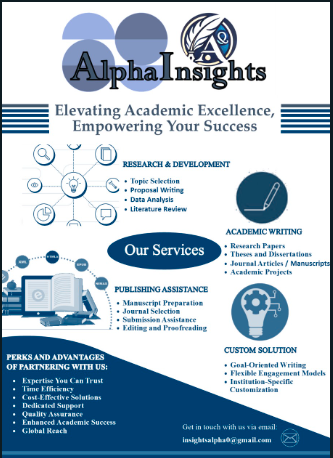 AlphaInsights
Elevating Academic Excellence,
Empowering Your Success
RESEARCH & DEVELOPMENT
• Topic Selection
• Proposal Writing
• Data Analysis
• Literature Review
ACADEMIC WRITING
• Research Papers
• Theses and Dissertations
• Journal Articles / Manuscripts
• Academic Projects
Our Services
PUBLISHING ASSISTANCE
• Manuscript Preparation
• Journal Selection
• Submission Assistance
• Editing and Proofreading
CUSTOM SOLUTION
• Goal-Oriented Writing
• Flexible Engagement Models
• Institution-Specific
Customization
PERKS AND ADVANTAGES
OF PARTNERING WITH US:
• Expertise You Can Trust
• Time Efficiency
• Cost-Effective Solutions
• Dedicated Support
• Quality Assurance
• Enhanced Academic Success
• Global Reach
Get in touch with us via email:
insightsalpha0@gmail.com